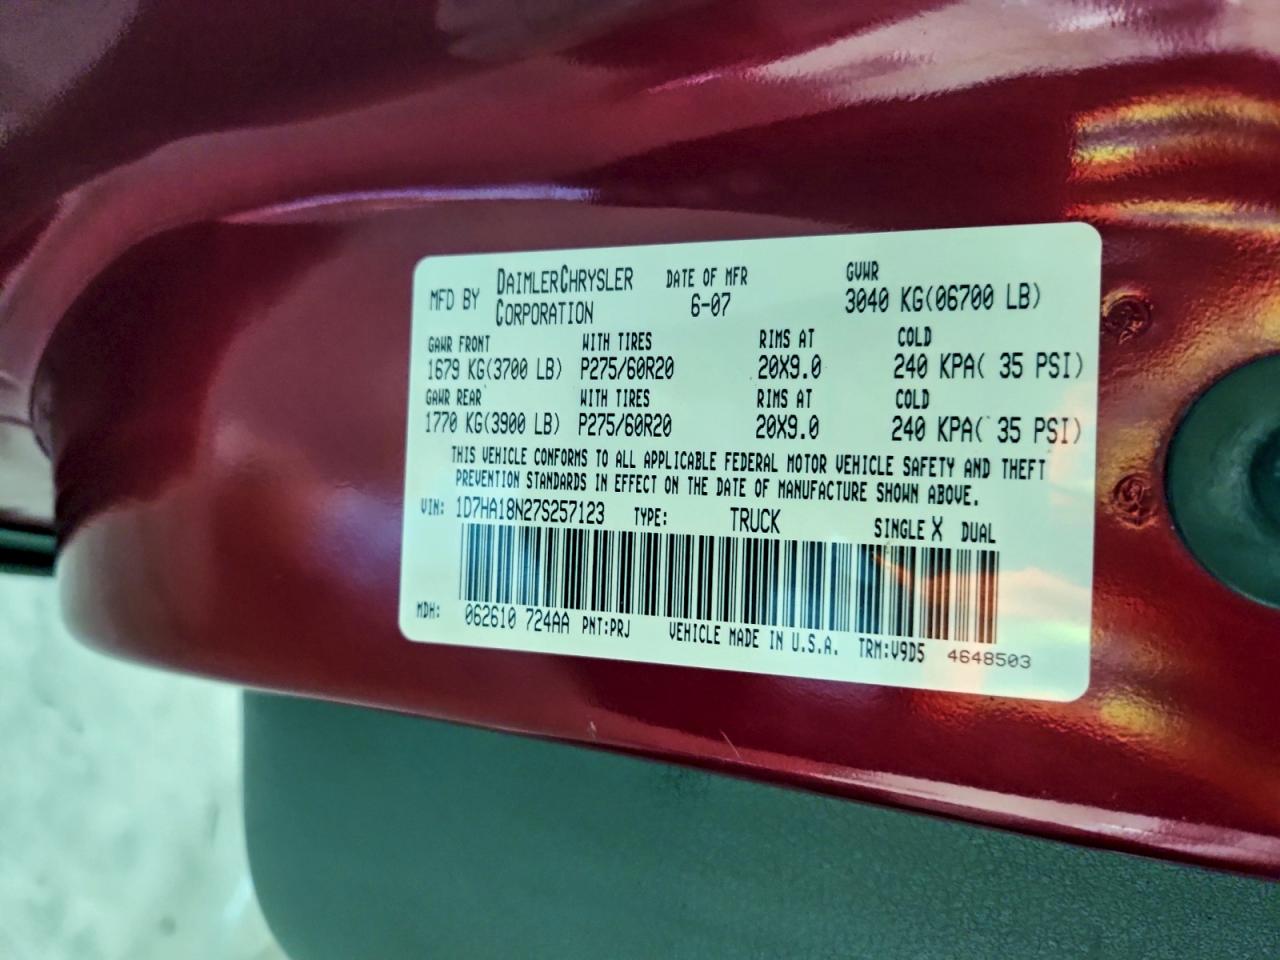 MFD BY DAIMLERCHRYSLER CORPORATION DATE OF MFR 6-07 GVWR 3040 KG(06700 LB)
GAWR FRONT WITH TIRES RIMS AT COLD
1679 KG(3700 LB) P275/60R20 20X9.0 240 KPA( 35 PSI)
GAWR REAR WITH TIRES RIMS AT COLD
1770 KG(3900 LB) P275/60R20 20X9.0 240 KPA( 35 PSI)
THIS VEHICLE CONFORMS TO ALL APPLICABLE FEDERAL MOTOR VEHICLE SAFETY AND THEFT
PREVENTION STANDARDS IN EFFECT ON THE DATE OF MANUFACTURE SHOWN ABOVE.
VIN: 1D7HA18N27S257123 TYPE: TRUCK SINGLE X DUAL
MDH: 062610 724AA PNT:PRJ VEHICLE MADE IN U.S.A. TRM:V9D5 4648503